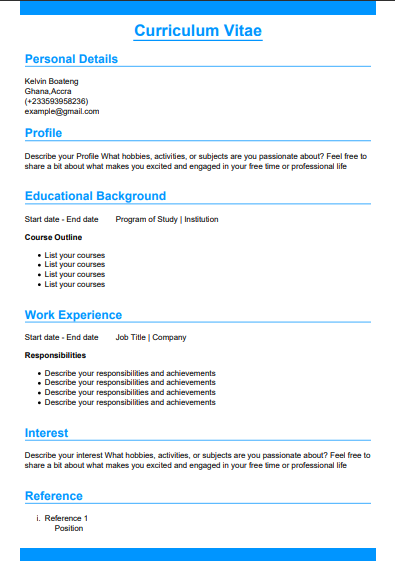 Curriculum Vitae
Personal Details
Kelvin Boateng
Ghana,Accra
(+233593958236)
example@gmail.com
Profile
Describe your Profile What hobbies, activities, or subjects are you passionate about? Feel free to
share a bit about what makes you excited and engaged in your free time or professional life
Educational Background
Start date - End date Program of Study | Institution
Course Outline
• List your courses
• List your courses
• List your courses
• List your courses
Work Experience
Start date - End date Job Title | Company
Responsibilities
• Describe your responsibilities and achievements
• Describe your responsibilities and achievements
• Describe your responsibilities and achievements
• Describe your responsibilities and achievements
Interest
Describe your interest What hobbies, activities, or subjects are you passionate about? Feel free to
share a bit about what makes you excited and engaged in your free time or professional life
Reference
i. Reference 1
Position